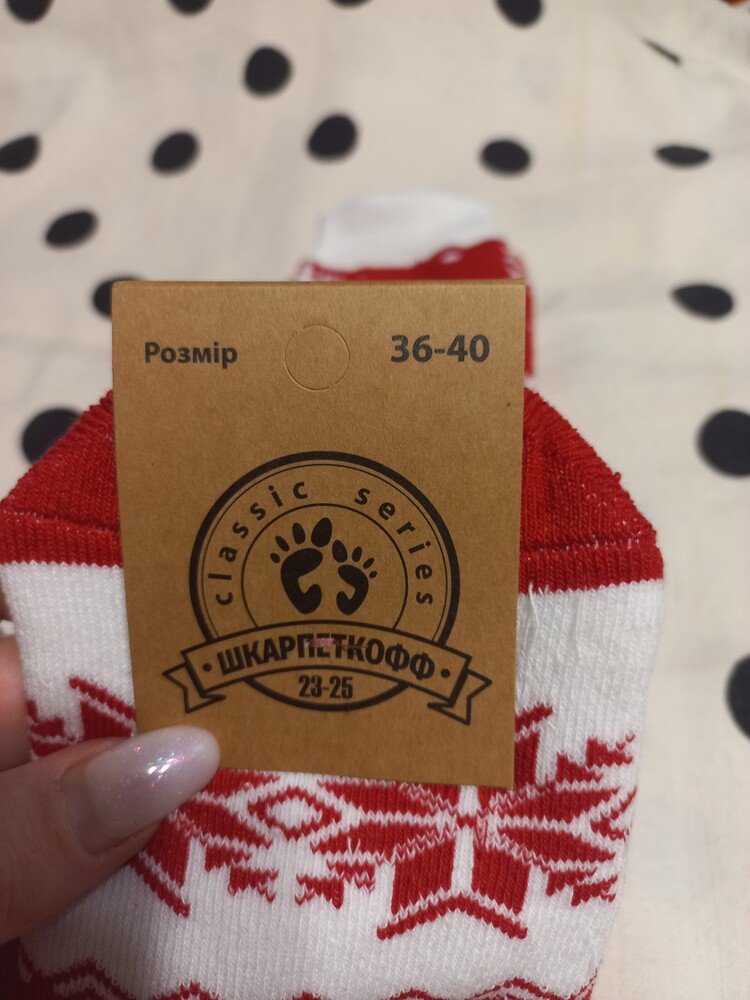 Розмір 36-40
classic series
ШКАРПЕТКОФФ
23-25